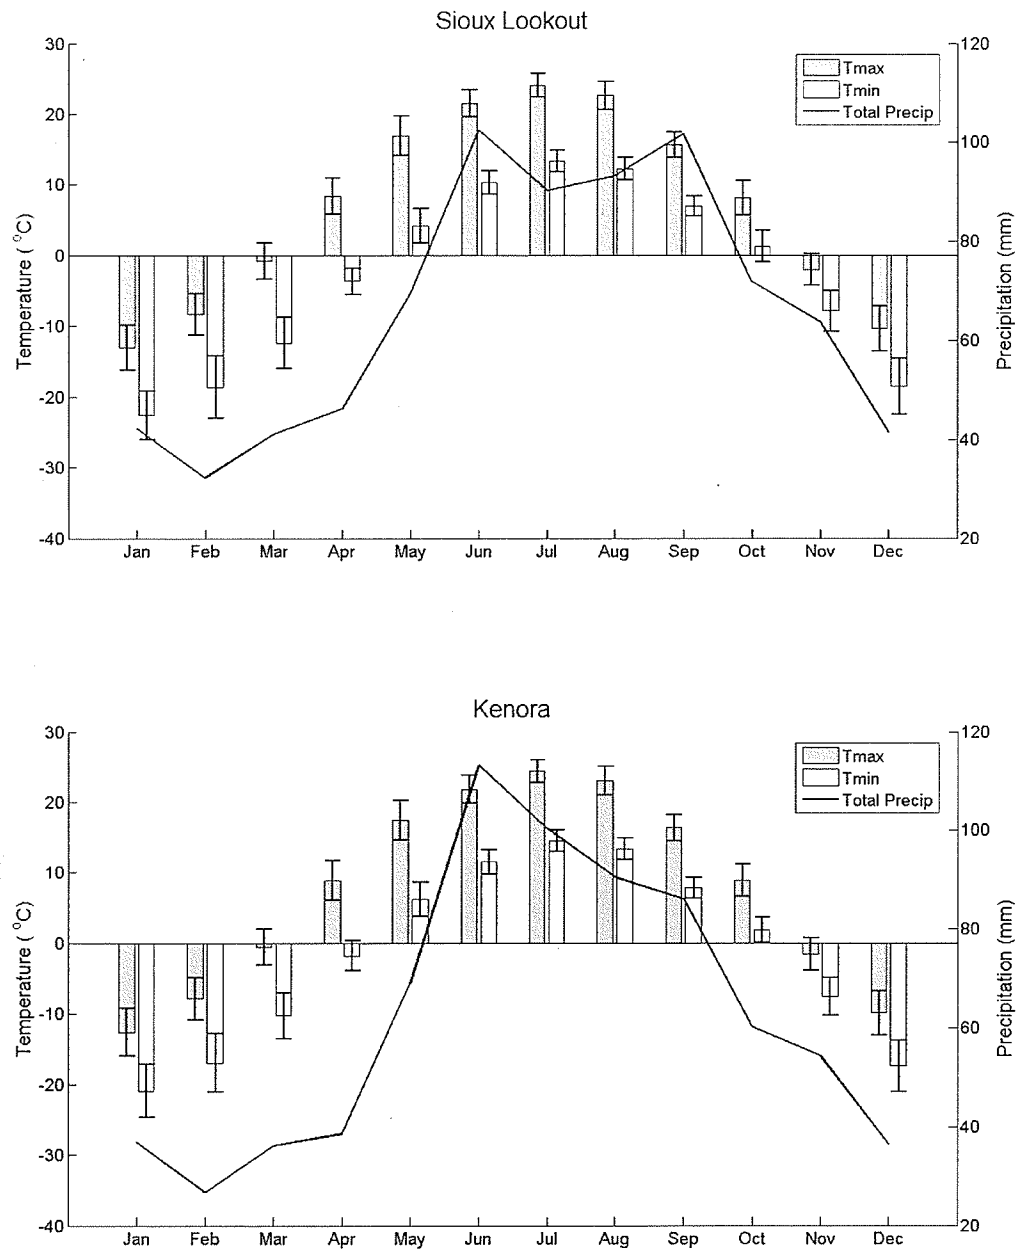 Sioux Lookout
30
20
10
0
-10
-20
-30
-40
Temperature ( °C)
120
100
80
60
40
20
Precipitation (mm)
Tmax
Tmin
Total Precip
Jan Feb Mar Apr May Jun Jul Aug Sep Oct Nov Dec
Kenora
30
20
10
0
-10
-20
-30
-40
Temperature ( °C)
120
100
80
60
40
20
Precipitation (mm)
Tmax
Tmin
Total Precip
Jan Feb Mar Apr May Jun Jul Aug Sep Oct Nov Dec